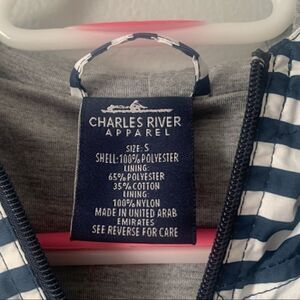 CHARLES RIVER
APPAREL
SIZE: S
SHELL: 100% POLYESTER
LINING:
65% POLYESTER
35% COTTON
LINING:
100% NYLON
MADE IN UNITED ARAB
EMIRATES
SEE REVERSE FOR CARE